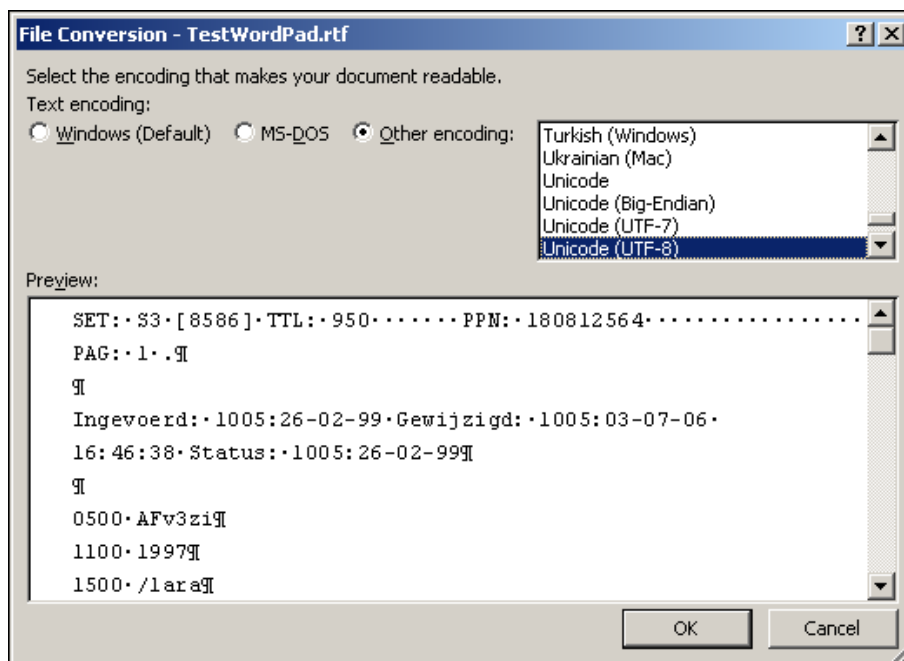 File Conversion - TestWordPad.rtf
Select the encoding that makes your document readable.
Text encoding:
Windows (Default) MS-DOS Other encoding:
Turkish (Windows)
Ukrainian (Mac)
Unicode
Unicode (Big-Endian)
Unicode (UTF-7)
Unicode (UTF-8)
Preview:
SET:·S3·[8586]·TTL:·950·······PPN:·180812564·················
PAG:·1·.¶
¶
Ingevoerd:·1005:26-02-99·Gewijzigd:·1005:03-07-06·
16:46:38·Status:·1005:26-02-99¶
¶
0500·AFv3zi¶
1100·1997¶
1500·/lara¶
OK Cancel